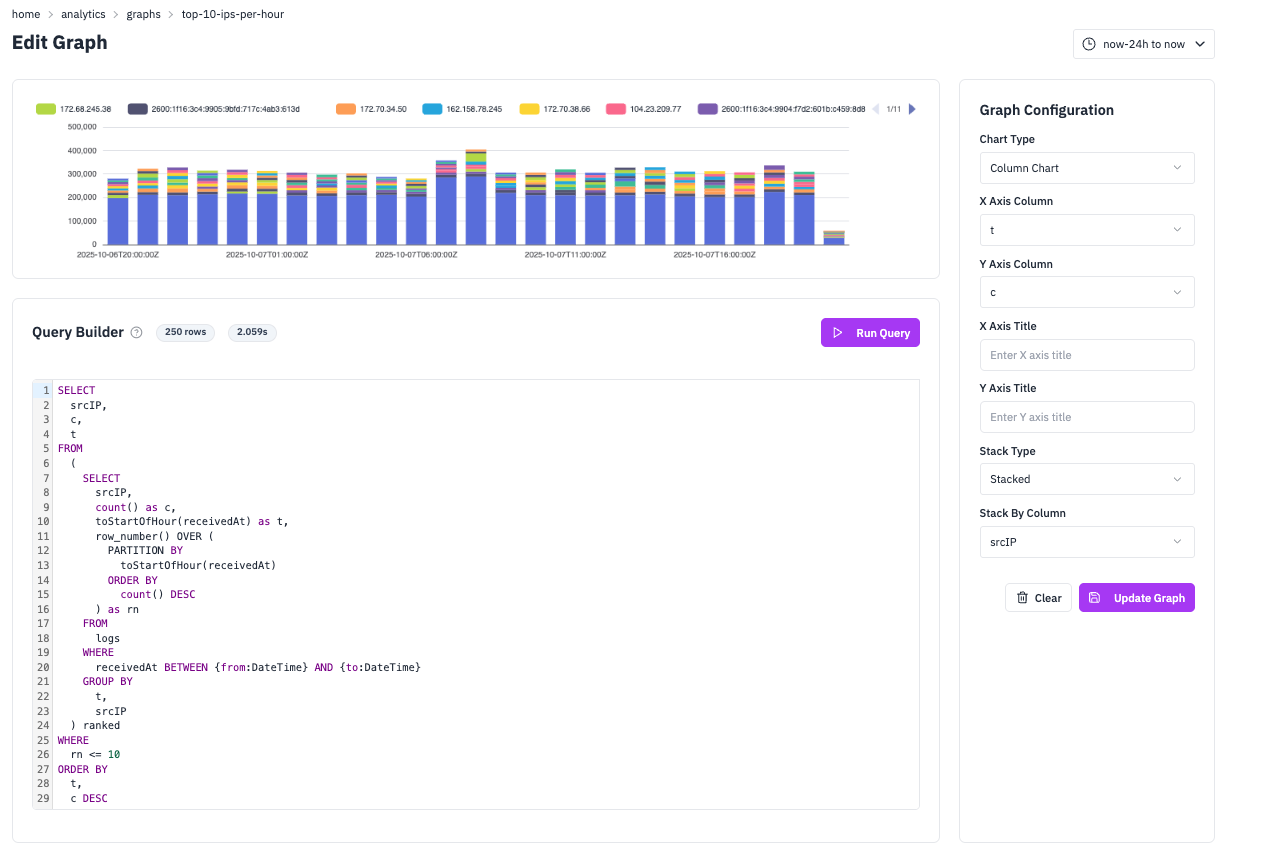 home > analytics > graphs > top-10-ips-per-hour
Edit Graph
now-24h to now
172.68.245.38 2600:1f16:3c4:9905:9bfd:717c:4ab3:613d 172.70.34.50 162.158.78.245 172.70.38.66 104.23.209.77 2600:1f16:3c4:9904:f7d2:601b:c459:8d8 1/11
500,000
400,000
300,000
200,000
100,000
0
2025-10-06T20:00:00Z 2025-10-07T01:00:00Z 2025-10-07T06:00:00Z 2025-10-07T11:00:00Z 2025-10-07T16:00:00Z
Query Builder ? 250 rows 2.059s
Run Query
1 SELECT
2 srcIP,
3 c,
4 t
5 FROM
6 (
7 SELECT
8 srcIP,
9 count() as c,
10 toStartOfHour(receivedAt) as t,
11 row_number() OVER (
12 PARTITION BY
13 toStartOfHour(receivedAt)
14 ORDER BY
15 count() DESC
16 ) as rn
17 FROM
18 logs
19 WHERE
20 receivedAt BETWEEN {from:DateTime} AND {to:DateTime}
21 GROUP BY
22 t,
23 srcIP
24 ) ranked
25 WHERE
26 rn <= 10
27 ORDER BY
28 t,
29 c DESC
Graph Configuration
Chart Type
Column Chart
X Axis Column
t
Y Axis Column
c
X Axis Title
Enter X axis title
Y Axis Title
Enter Y axis title
Stack Type
Stacked
Stack By Column
srcIP
Clear
Update Graph